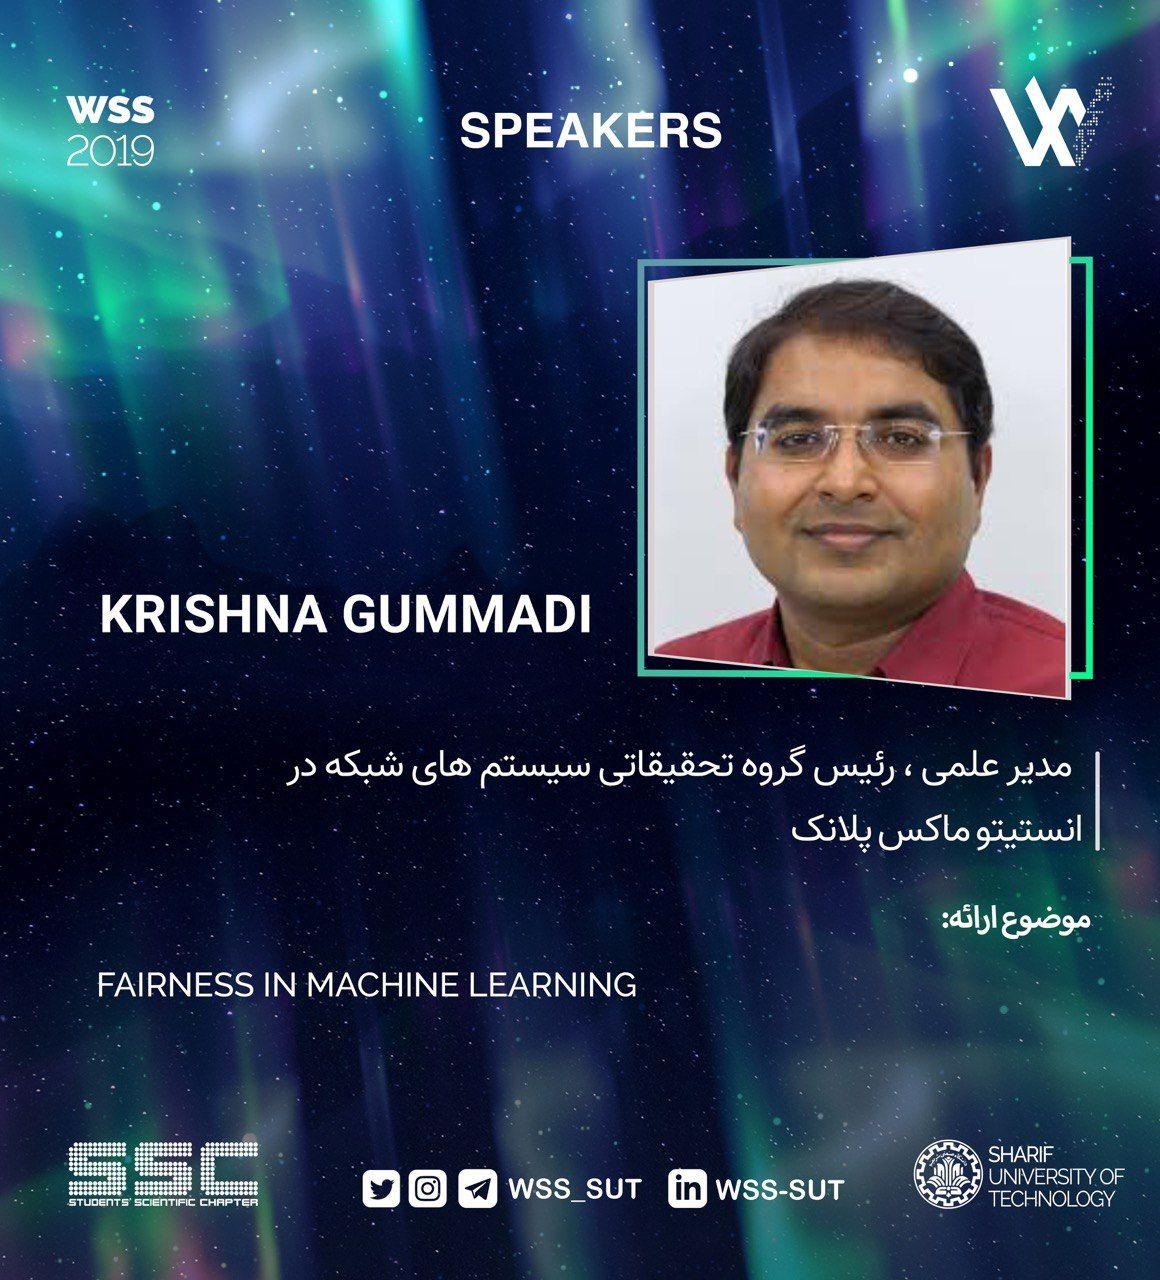 WSS
2019
SPEAKERS
KRISHNA GUMMADI
مدیر علمی ، رئیس گروه تحقیقاتی سیستم های شبکه در
انستیتو ماکس پلانک
موضوع ارائه:
FAIRNESS IN MACHINE LEARNING
SSC
STUDENTS' SCIENTIFIC CHAPTER
WSS_SUT
WSS-SUT
SHARIF
UNIVERSITY OF
TECHNOLOGY